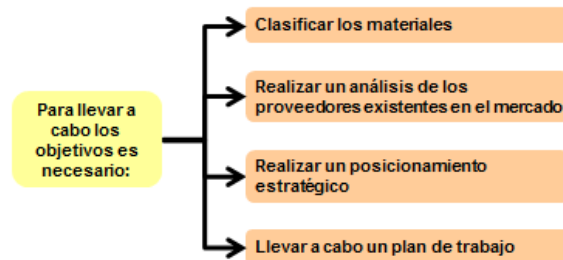 Para llevar a
cabo los
objetivos es
necesario:
Clasificar los materiales
Realizar un análisis de los
proveedores existentes en el mercado
Realizar un posicionamiento
estratégico
Llevar a cabo un plan de trabajo